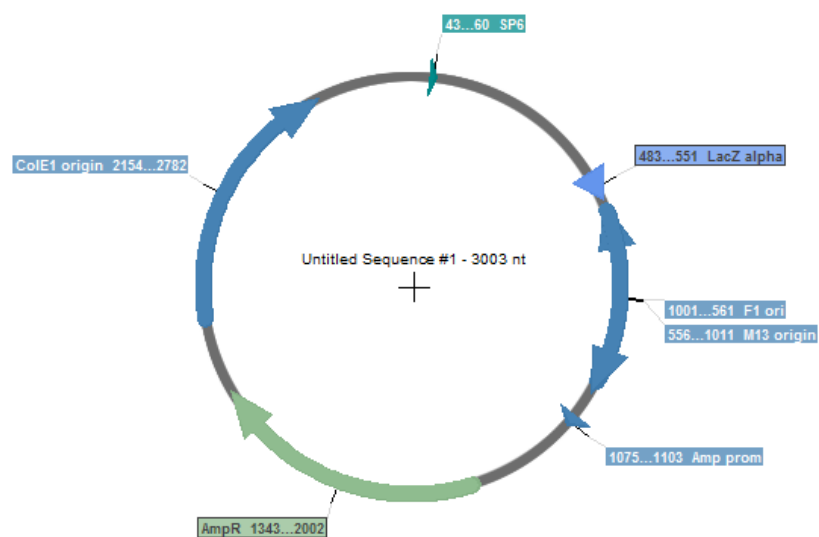 43...60 SP6
483...551 LacZ alpha
ColE1 origin 2154...2782
Untitled Sequence #1 - 3003 nt
1001...561 F1 ori
556...1011 M13 origin
1075...1103 Amp prom
AmpR 1343...2002